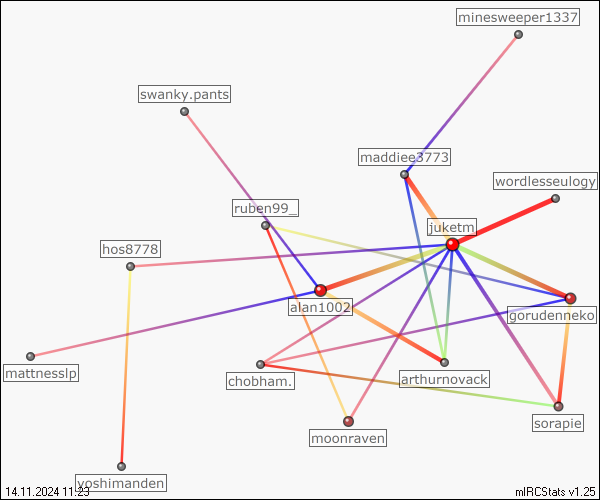 minesweeper1337
swanky.pants
maddiee3773
wordlesseulogy
ruben99_
juketm
hos8778
alan1002
gorudenneko
mattnesslp
chobham.
arthurnovack
sorapie
moonraven
yoshimanden
14.11.2024 11:23
mIRCStats v1.25